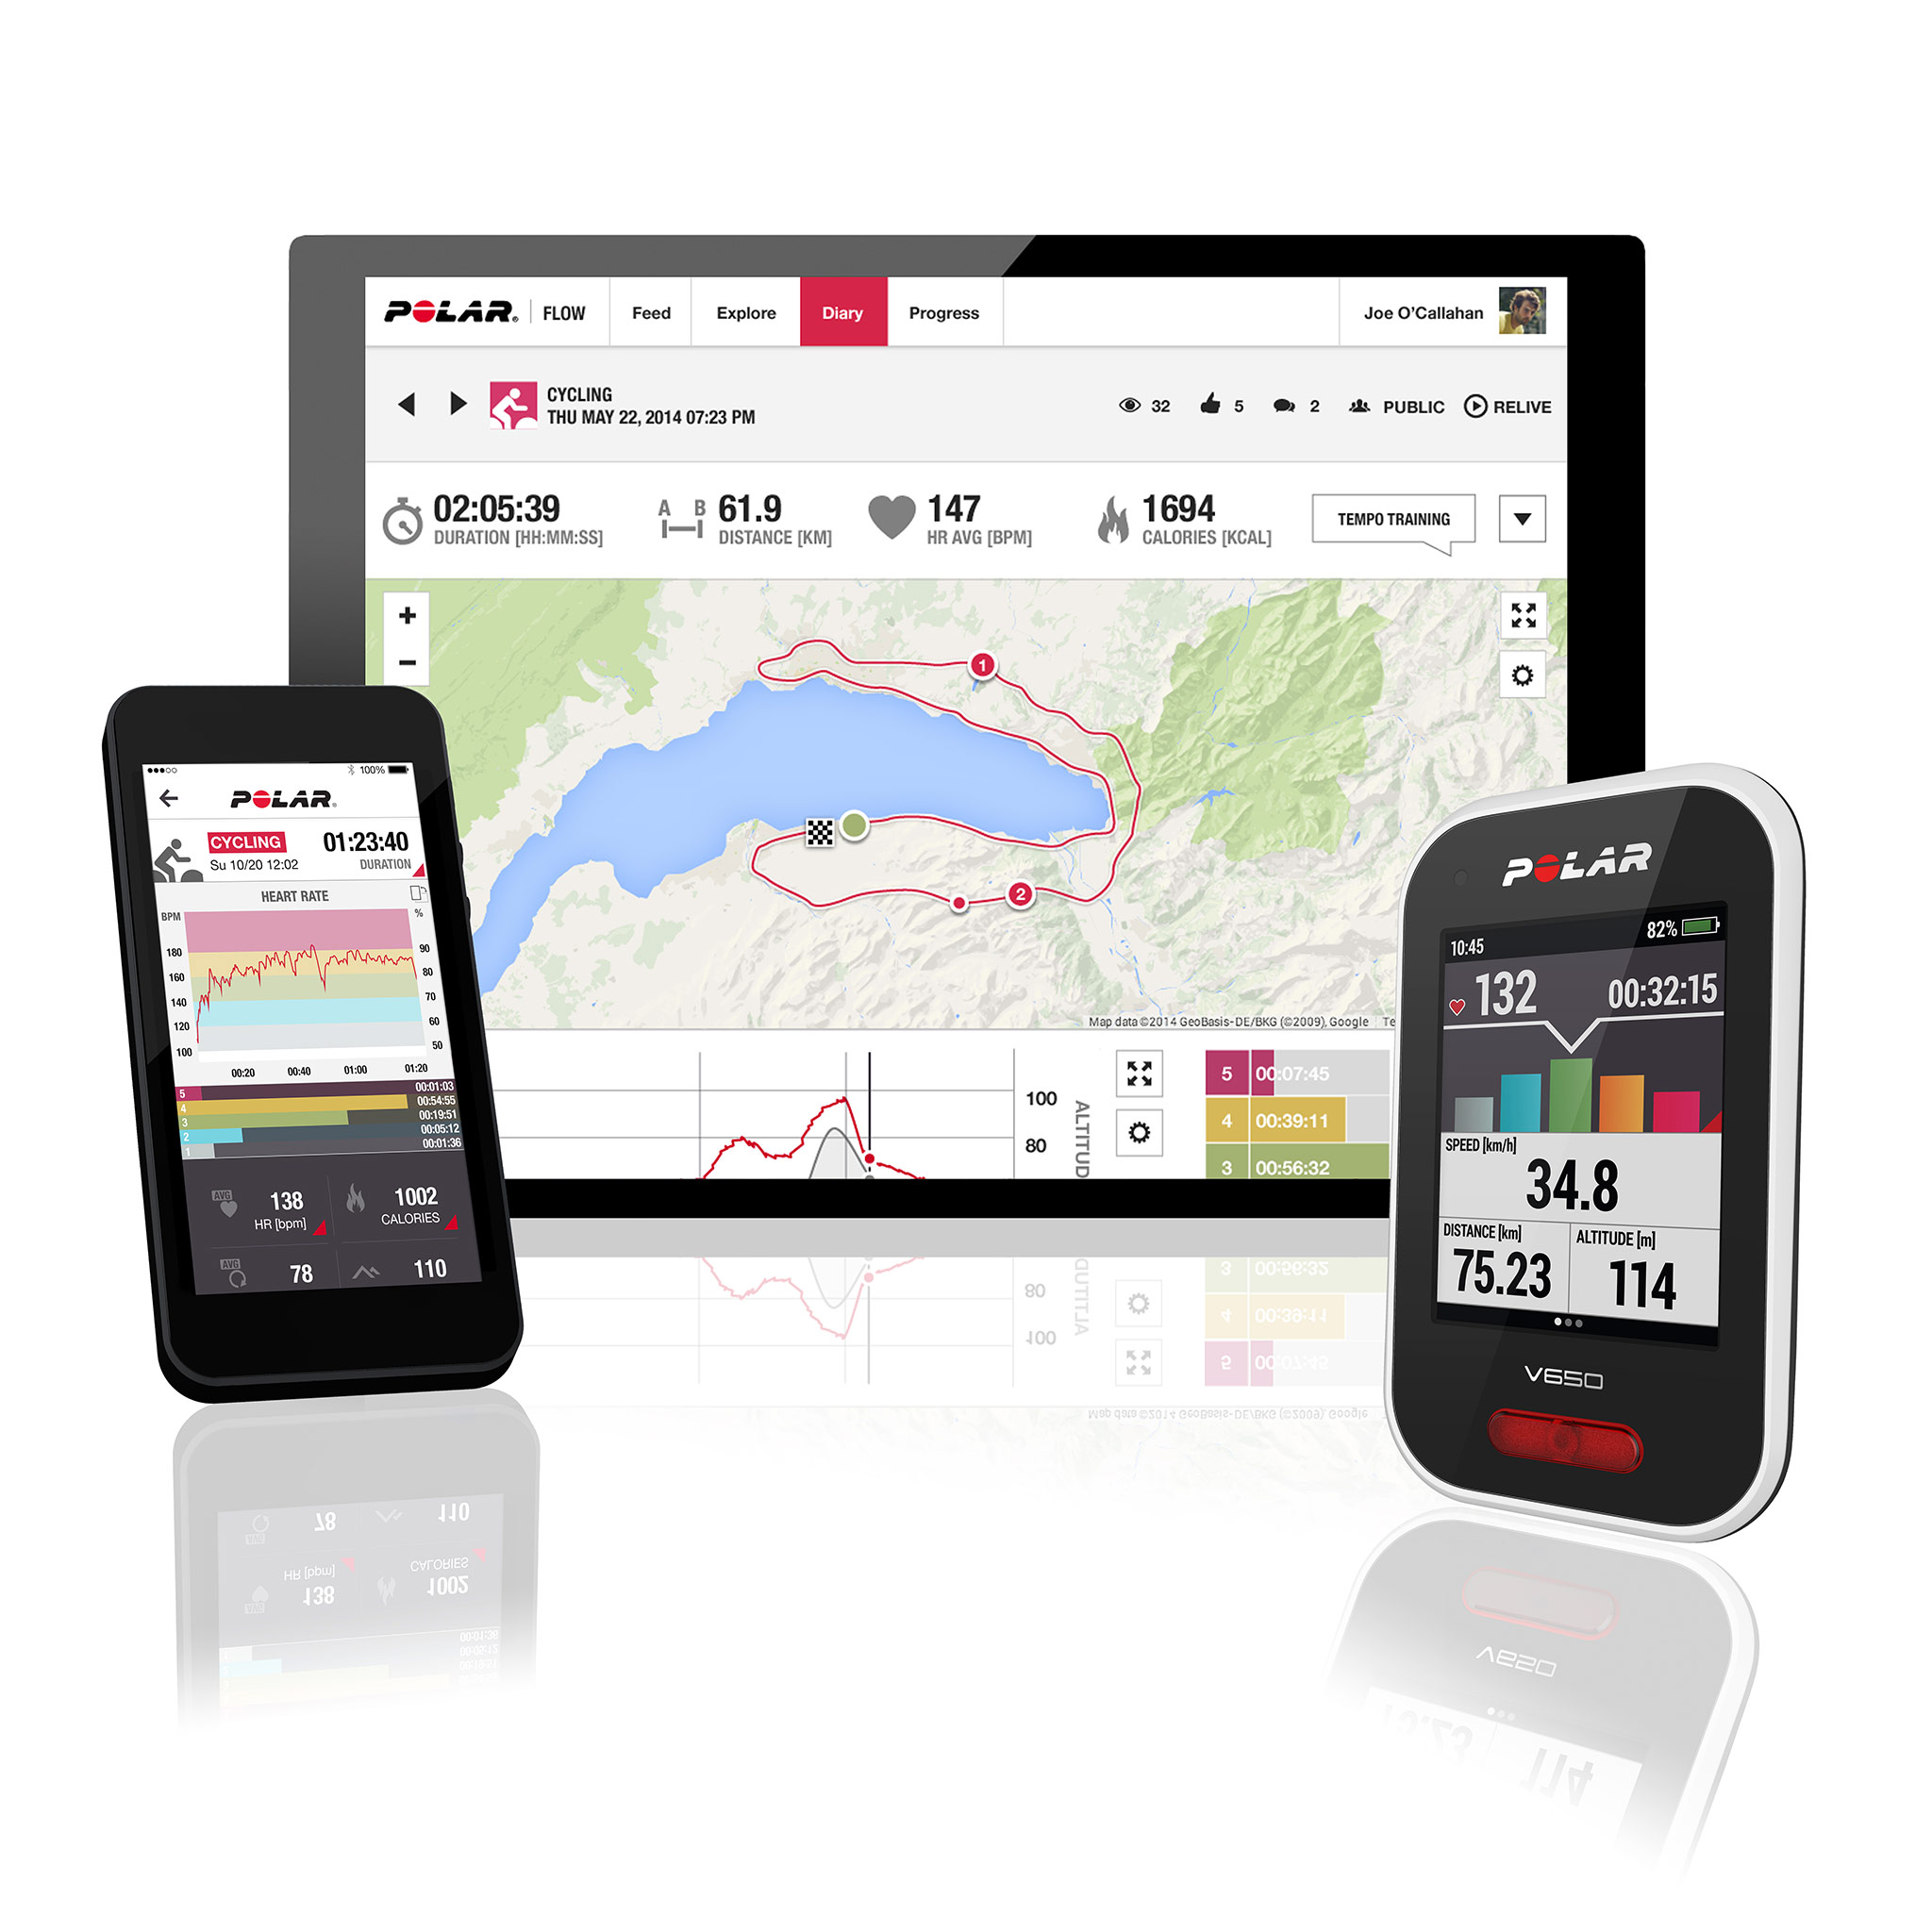 POLAR® FLOW Feed Explore Diary Progress Joe O'Callahan
CYCLING
THU MAY 22, 2014 07:23 PM
32 5 2 PUBLIC RELIVE
02:05:39
DURATION [HH:MM:SS]
A B 61.9
DISTANCE [KM]
147
HR AVG [BPM]
1694
CALORIES [KCAL]
TEMPO TRAINING
+
−
1
2
Map data ©2014 GeoBasis-DE/BKG (©2009), Google Te
100
80
ALTITUD
5 00:07:45
4 00:39:11
3 00:56:32
100%
POLAR®
CYCLING
Su 10/20 12:02
01:23:40
DURATION
HEART RATE
BPM %
180 90
160 80
140 70
120 60
100 50
00:20 00:40 01:00 01:20
5 00:01:03
4 00:54:55
3 00:19:51
2 00:05:12
1 00:01:36
AVG 138
HR [bpm]
1002
CALORIES
AVG 78
110
POLAR
10:45 82%
132 00:32:15
SPEED [km/h]
34.8
DISTANCE [km]
75.23
ALTITUDE [m]
114
V650